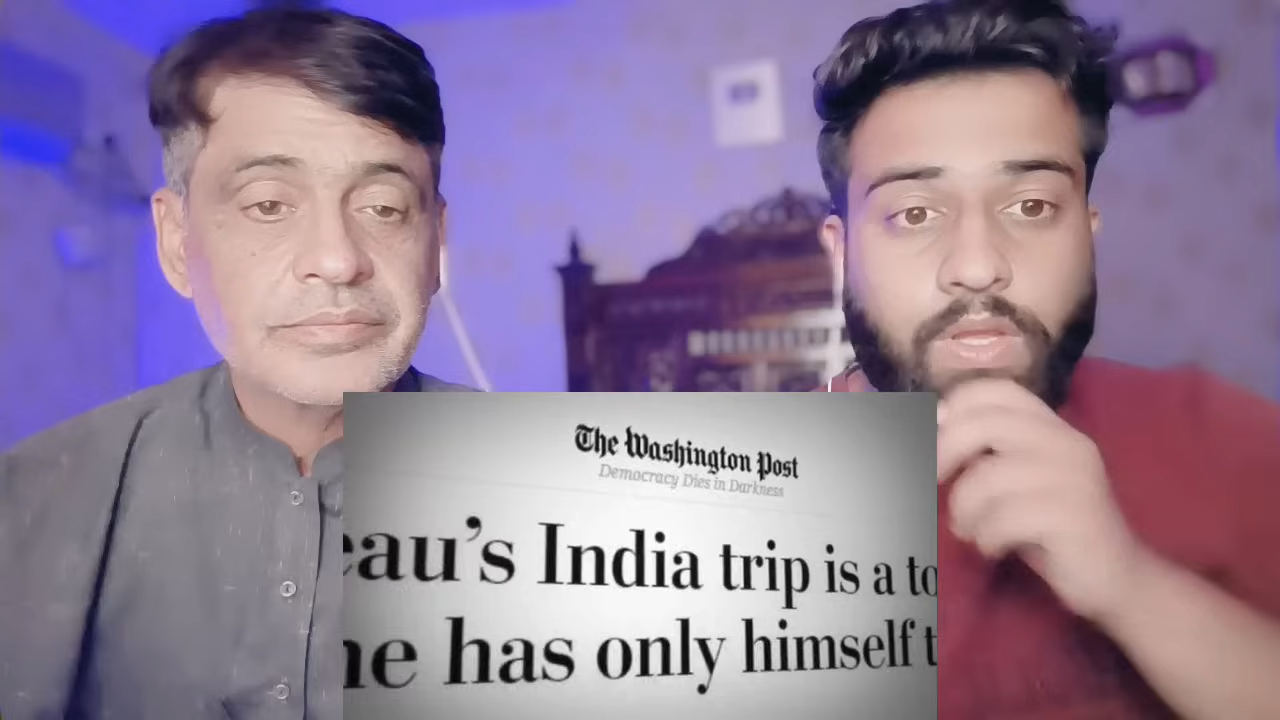 The Washington Post
Democracy Dies in Darkness
eau's India trip is a to
he has only himself t